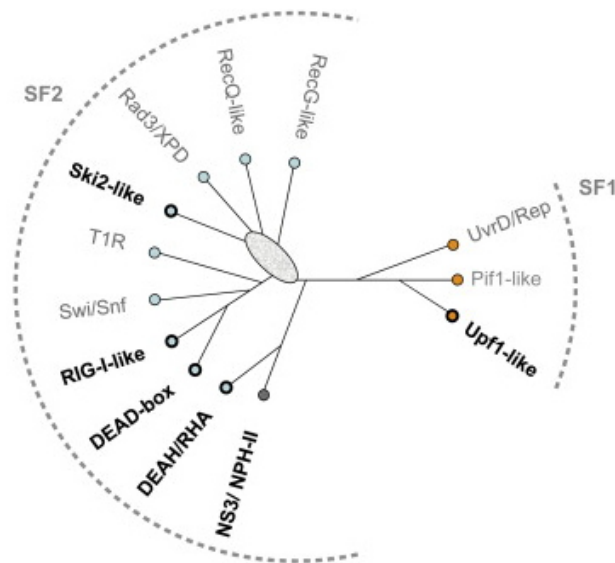 SF2
RecG-like
RecQ-like
Rad3/XPD
Ski2-like
T1R
Swi/Snf
RIG-I-like
DEAD-box
DEAH/RHA
NS3/ NPH-II
SF1
UvrD/Rep
Pif1-like
Upf1-like